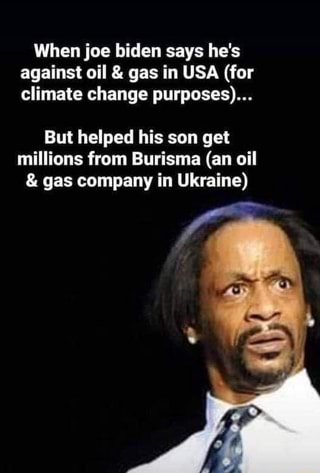 When joe biden says he's
against oil & gas in USA (for
climate change purposes)...
But helped his son get
millions from Burisma (an oil
& gas company in Ukraine)